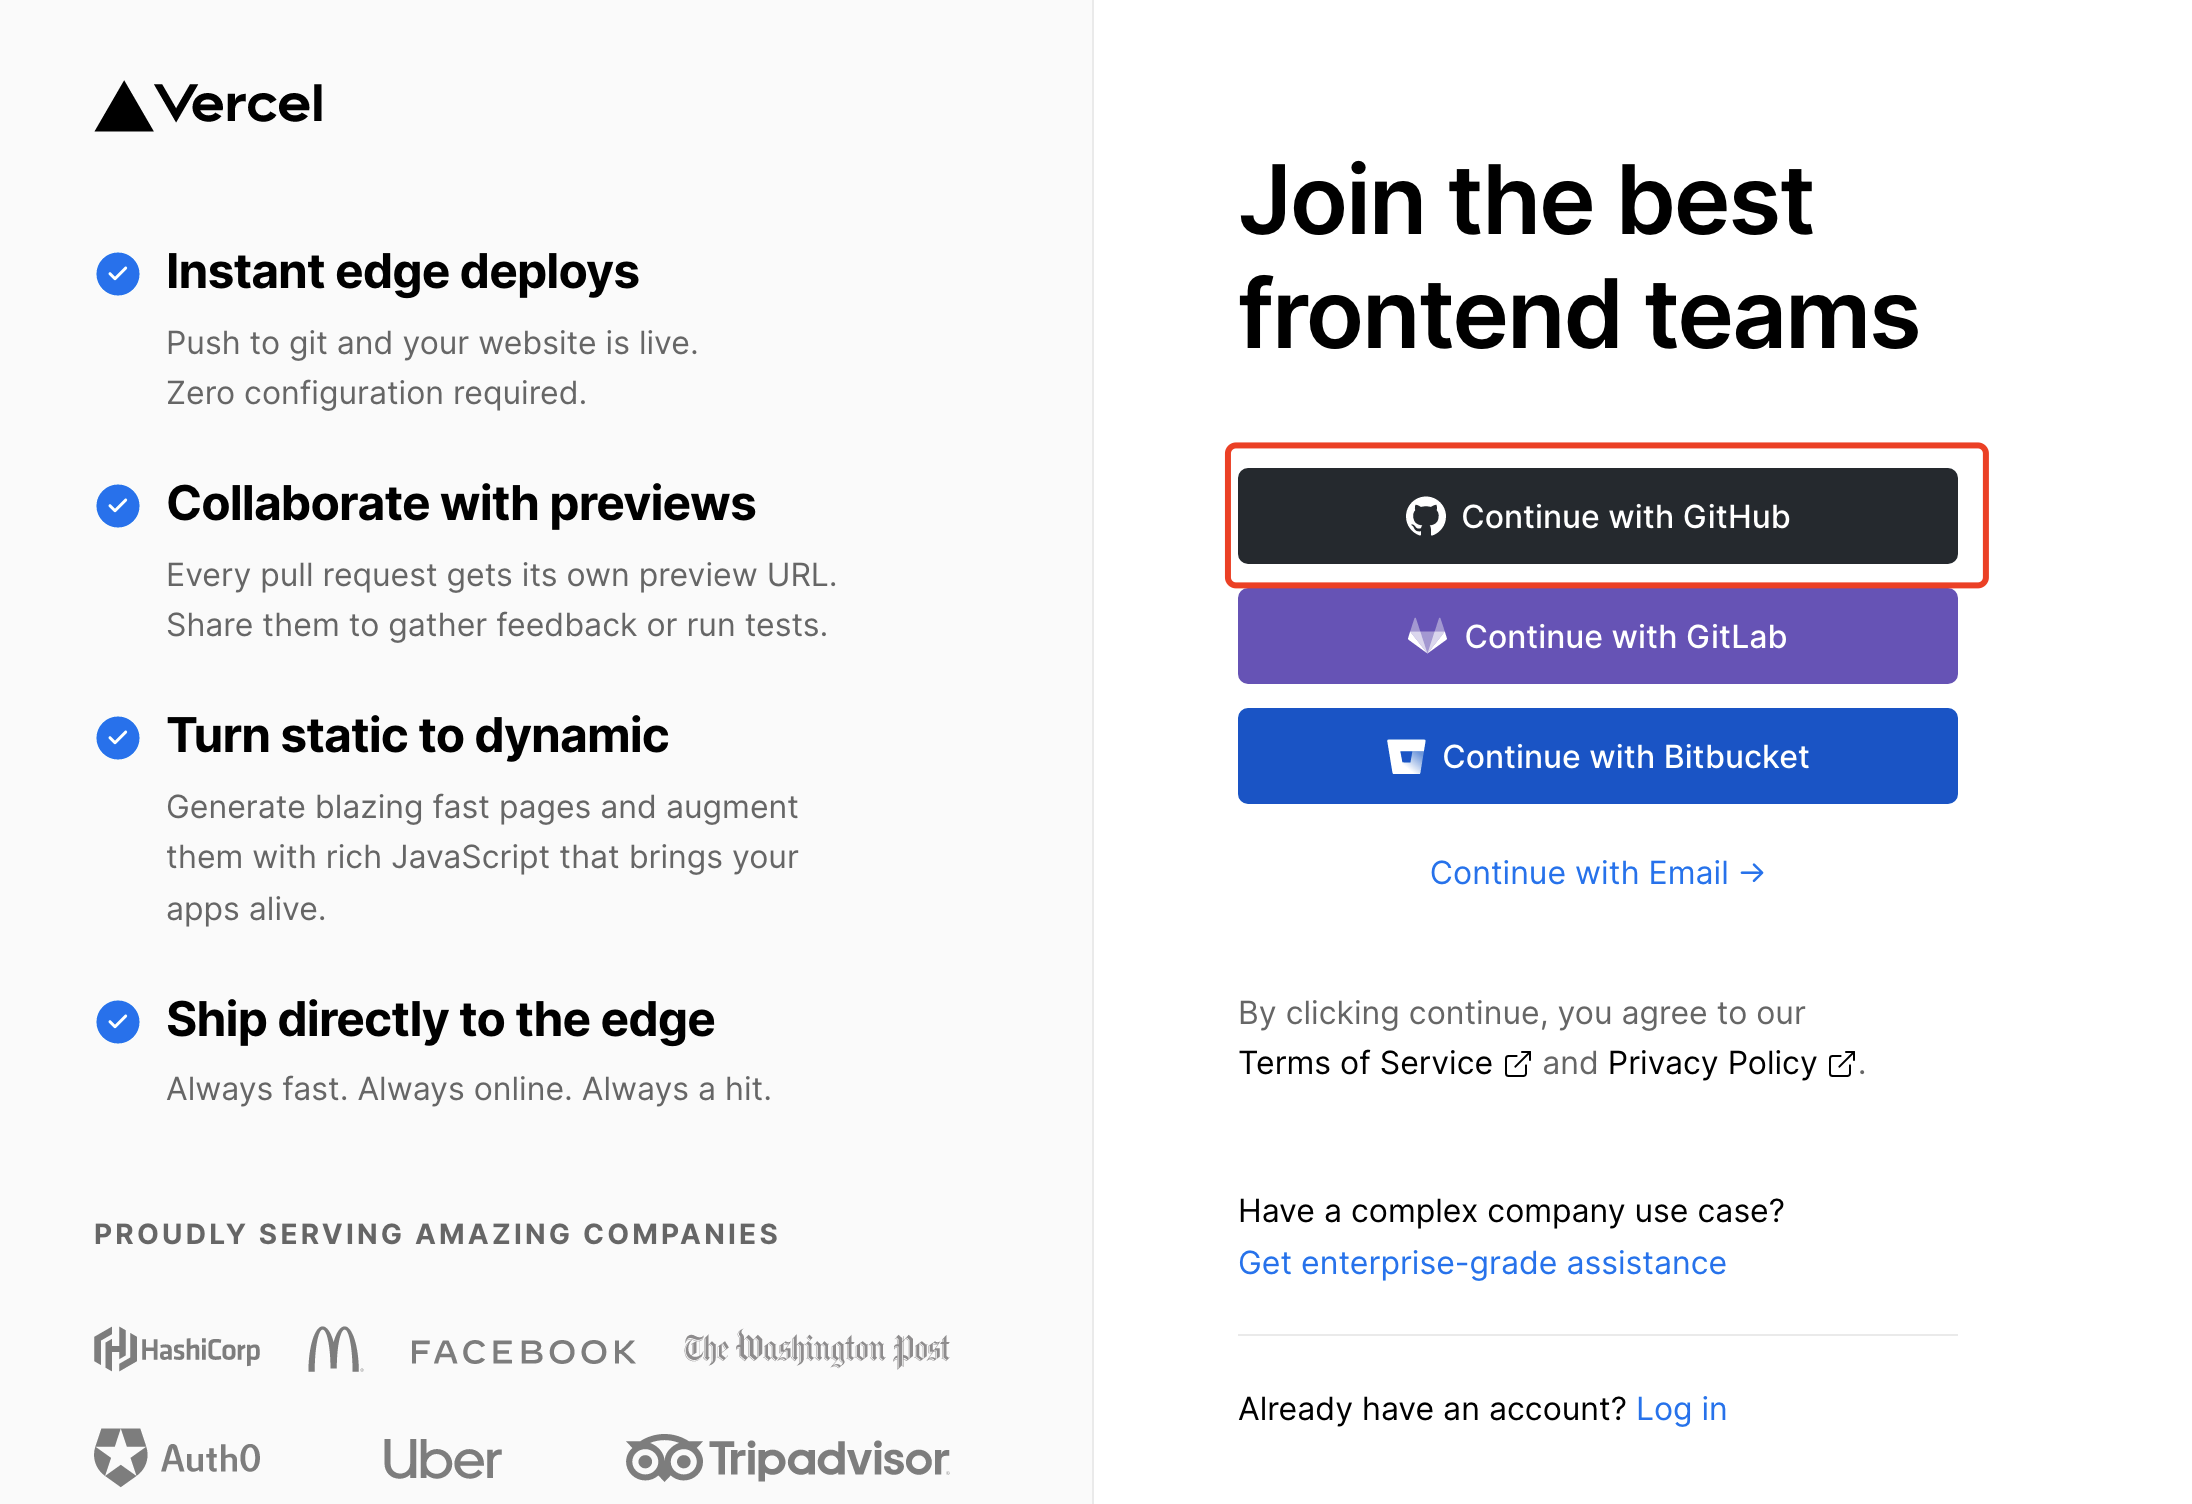 Vercel
Instant edge deploys
Push to git and your website is live.
Zero configuration required.
Collaborate with previews
Every pull request gets its own preview URL.
Share them to gather feedback or run tests.
Turn static to dynamic
Generate blazing fast pages and augment
them with rich JavaScript that brings your
apps alive.
Ship directly to the edge
Always fast. Always online. Always a hit.
PROUDLY SERVING AMAZING COMPANIES
HashiCorp
FACEBOOK
The Washington Post
Auth0
Uber
Tripadvisor
Join the best
frontend teams
Continue with GitHub
Continue with GitLab
Continue with Bitbucket
Continue with Email →
By clicking continue, you agree to our
Terms of Service and Privacy Policy .
Have a complex company use case?
Get enterprise-grade assistance
Already have an account? Log in